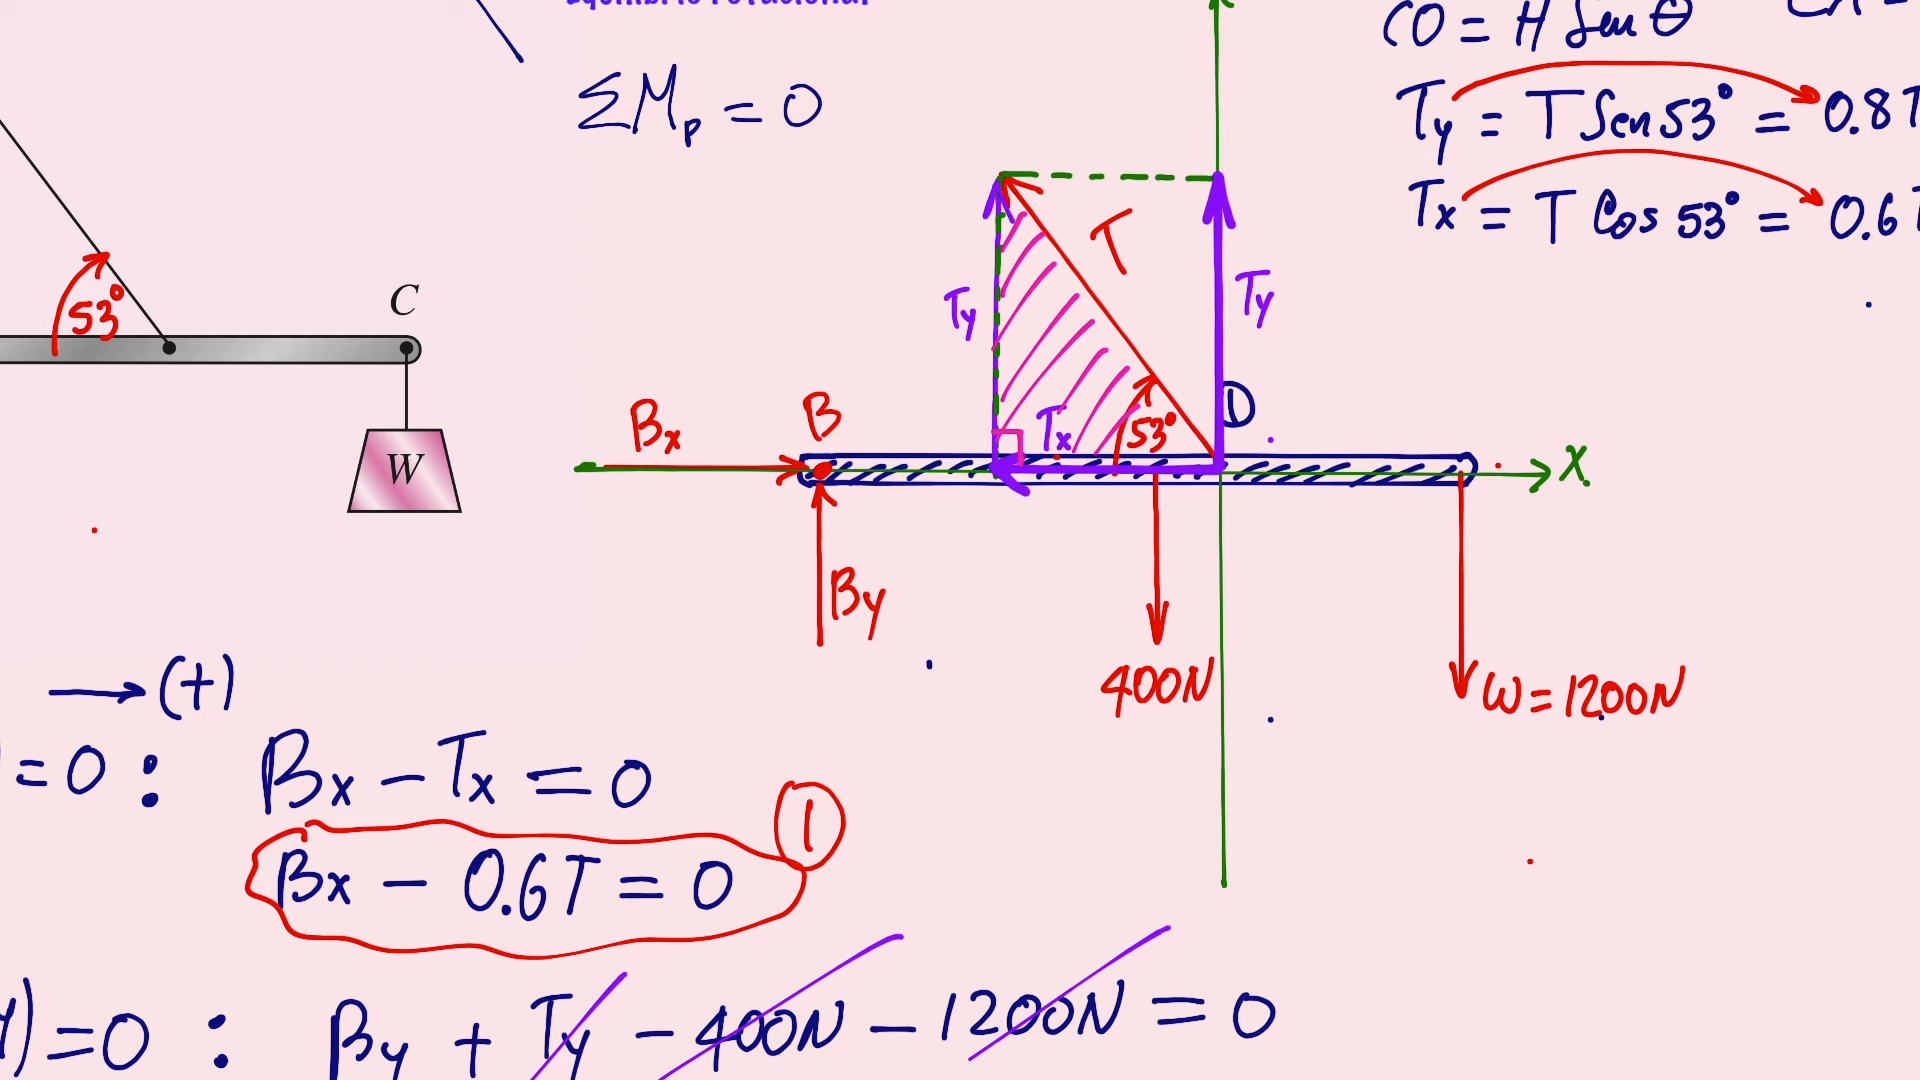 CO = H Sen θ
ΣMp = 0
Ty = T Sen 53° = 0.8T
Tx = T Cos 53° = 0.6T
T
Ty
Ty
C
53°
D
Bx
B
Tx
53°
X
W
By
400N
W = 1200N
→ (+)
= 0 : Bx − Tx = 0
1
Bx − 0.6T = 0
) = 0 : By + Ty − 400N − 1200N = 0